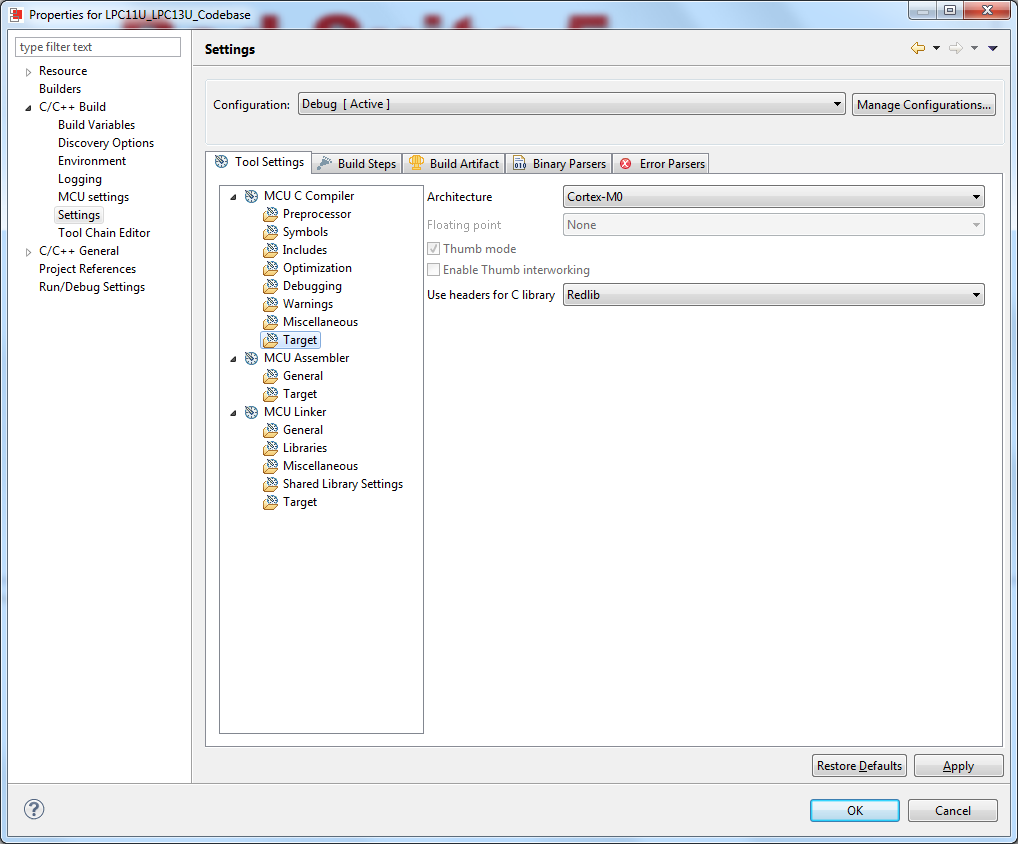 Properties for LPC11U_LPC13U_Codebase
type filter text
Resource
Builders
C/C++ Build
Build Variables
Discovery Options
Environment
Logging
MCU settings
Settings
Tool Chain Editor
C/C++ General
Project References
Run/Debug Settings
Settings
Configuration: Debug [ Active ] Manage Configurations...
Tool Settings Build Steps Build Artifact Binary Parsers Error Parsers
MCU C Compiler
Preprocessor
Symbols
Includes
Optimization
Debugging
Warnings
Miscellaneous
Target
MCU Assembler
General
Target
MCU Linker
General
Libraries
Miscellaneous
Shared Library Settings
Target
Architecture Cortex-M0
Floating point None
Thumb mode
Enable Thumb interworking
Use headers for C library Redlib
Restore Defaults Apply
OK Cancel